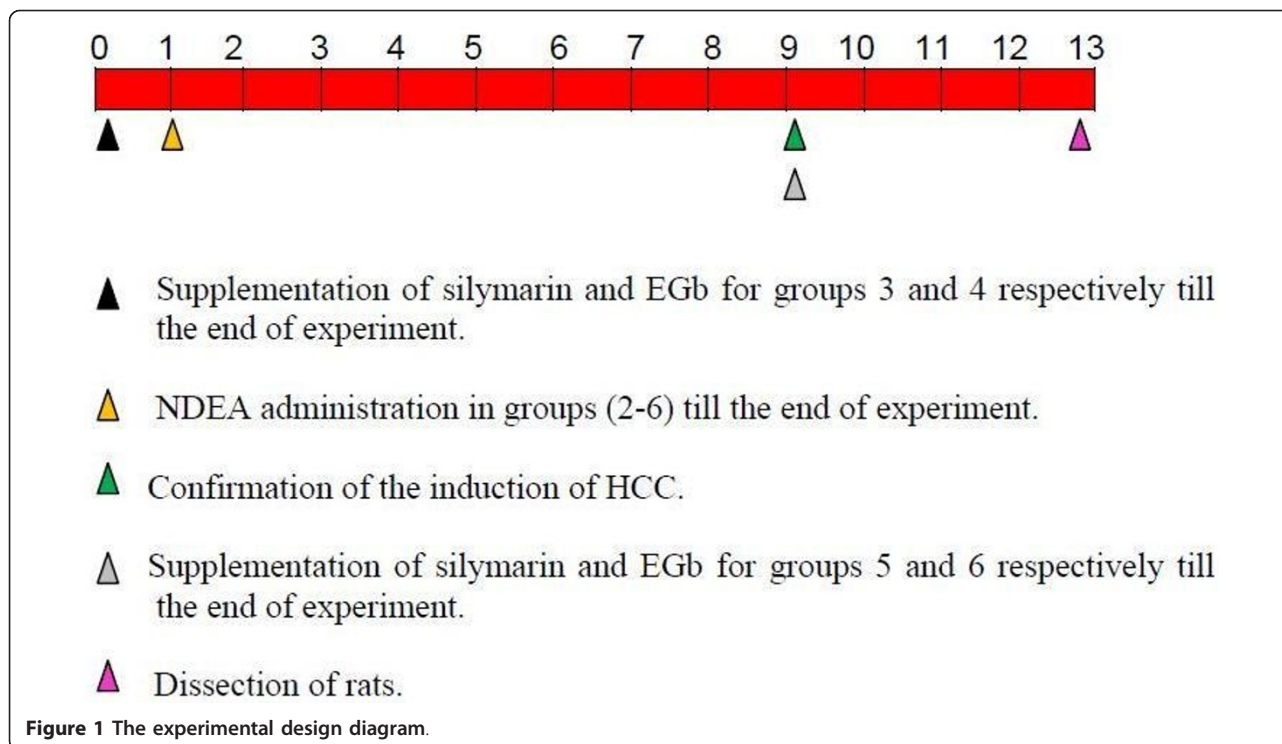 0 1 2 3 4 5 6 7 8 9 10 11 12 13
Supplementation of silymarin and EGb for groups 3 and 4 respectively till
the end of experiment.
NDEA administration in groups (2-6) till the end of experiment.
Confirmation of the induction of HCC.
Supplementation of silymarin and EGb for groups 5 and 6 respectively till
the end of experiment.
Dissection of rats.
Figure 1 The experimental design diagram.